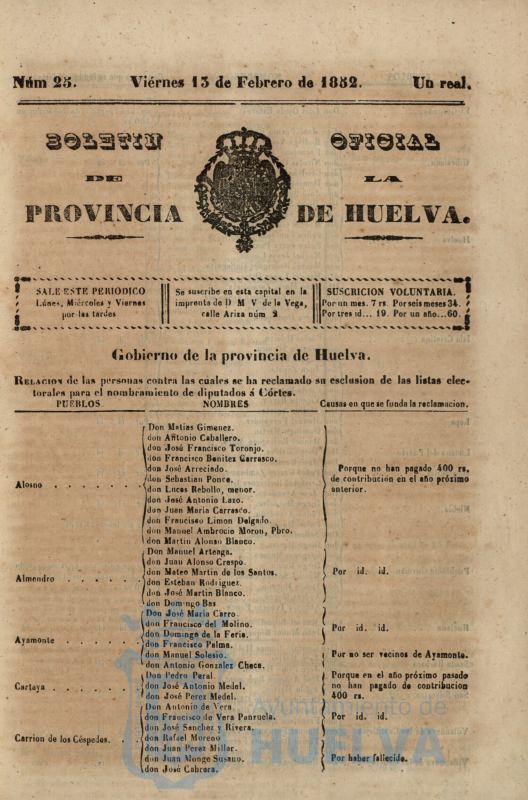 Núm 25. Viérnes 13 de Febrero de 1852. Un real.
BOLETIN OFICIAL
DE LA
PROVINCIA DE HUELVA.
SALE ESTE PERIODICO
Lúnes, Miércoles y Viernes
por las tardes
Se suscribe en esta capital en la
imprenta de D M V de la Vega,
calle Ariza núm 2
SUSCRICION VOLUNTARIA.
Por un mes. 7 rs. Por seis meses 34.
Por tres id... 19. Por un año...60.
Gobierno de la provincia de Huelva.
RELACION de las personas contra las cuales se ha reclamado su esclusion de las listas elec-
torales para el nombramiento de diputados á Córtes.
PUEBLOS NOMBRES Causas en que se funda la reclamacion.
Alosno . . . . . . .
Don Matias Gimenez.
don Antonio Caballero.
don José Francisco Toronjo.
don Francisco Benitez Carrasco.
don José Arreciado.
don Sebastian Ponce.
don Lucas Rebollo, menor.
don José Antonio Lazo.
don Juan Maria Carrasco.
don Francisco Limon Delgado.
don Manuel Ambrocio Moron, Pbro.
don Martin Alonso Blanco.
Porque no han pagado 400 rs.
de contribucion en el año próximo
anterior.
Almendro . . . . . .
Don Manuel Arteaga.
don Juan Alonso Crespo.
don Mateo Martin de los Santos.
don Esteban Rodriguez.
don José Martin Blanco.
don Domingo Bas
Por id. id.
Ayamonte . . . . . .
Don José Maria Carro.
don Francisco del Molino.
don Domingo de la Feria.
don Francisco Palma.
don Manuel Solesio.
don Antonio Gonzalez Checa.
Por id. id.
Por no ser vecinos de Ayamonte.
Cartaya . . . . . . .
Don Pedro Peral.
don José Antonio Medel.
don José Perez Medel.
Porque en el año próximo pasado
no han pagado de contribucion
400 rs.
Carrion de los Céspedes. . .
Don Antonio de Vera.
don Francisco de Vera Panruela.
don José Sanchez y Rivera.
don Rafael Moreno
don Juan Perez Millar.
don Juan Monge Susano.
don José Cabrera.
Por id. id.
Por haber fallecido.
Ayuntamiento de
HUELVA